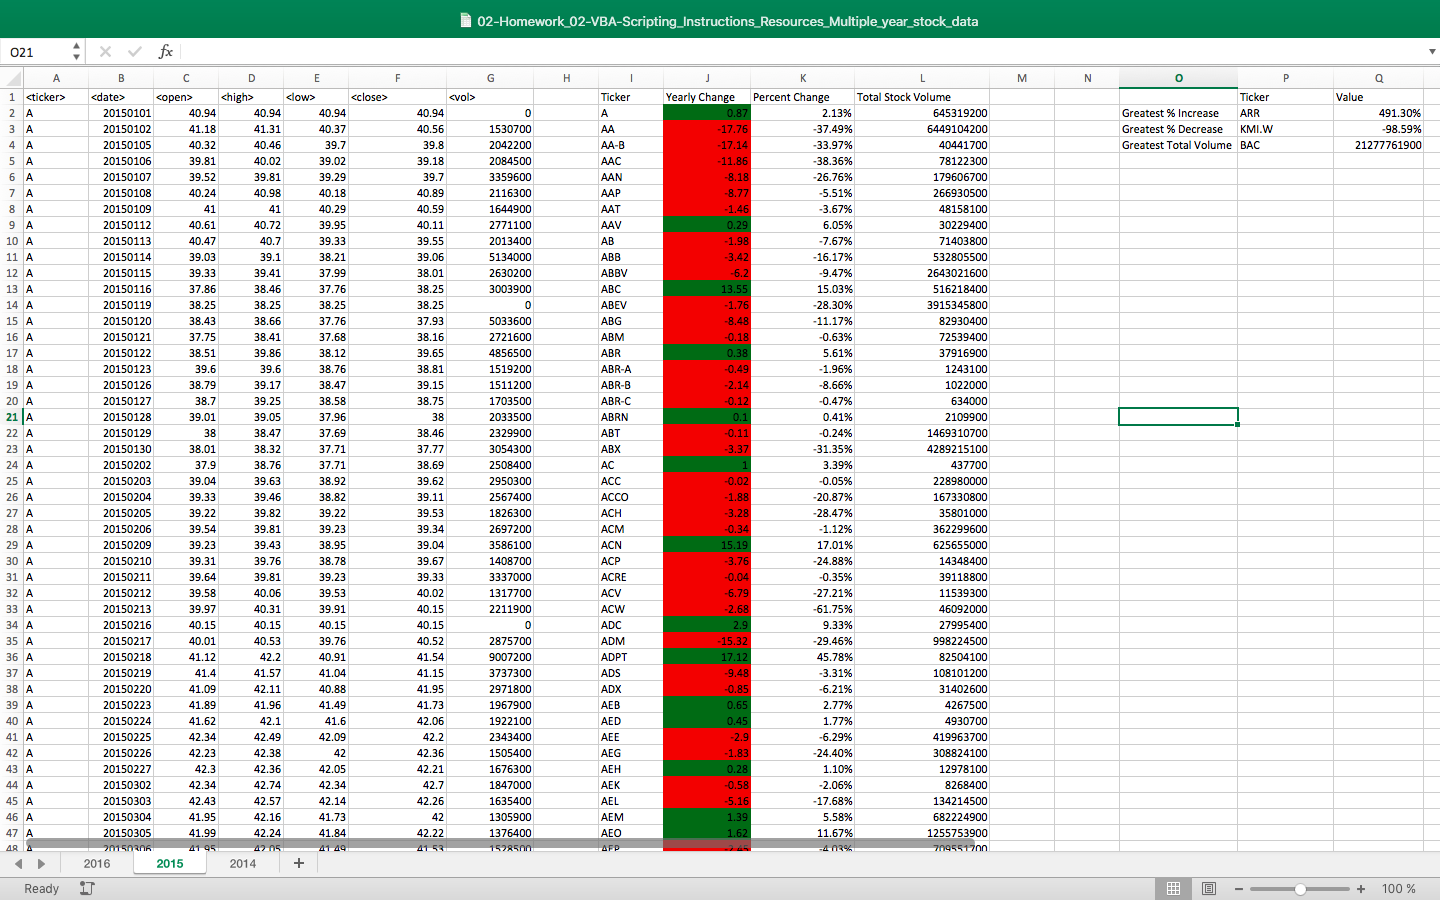 02-Homework_02-VBA-Scripting_Instructions_Resources_Multiple_year_stock_data
O21 fx
A B C D E F G H I J K L M N O P Q
1 <ticker> <date> <open> <high> <low> <close> <vol> Ticker Yearly Change Percent Change Total Stock Volume Ticker Value
2 A 20150101 40.94 40.94 40.94 40.94 0 A 0.87 2.13% 645319200 Greatest % Increase ARR 491.30%
3 A 20150102 41.18 41.31 40.37 40.56 1530700 AA -17.76 -37.49% 6449104200 Greatest % Decrease KMI.W -98.59%
4 A 20150105 40.32 40.46 39.7 39.8 2042200 AA-B -17.14 -33.97% 40441700 Greatest Total Volume BAC 21277761900
5 A 20150106 39.81 40.02 39.02 39.18 2084500 AAC -11.86 -38.36% 78122300
6 A 20150107 39.52 39.81 39.29 39.7 3359600 AAN -8.18 -26.76% 179606700
7 A 20150108 40.24 40.98 40.18 40.89 2116300 AAP -8.77 -5.51% 266930500
8 A 20150109 41 41 40.29 40.59 1644900 AAT -1.46 -3.67% 48158100
9 A 20150112 40.61 40.72 39.95 40.11 2771100 AAV 0.29 6.05% 30229400
10 A 20150113 40.47 40.7 39.33 39.55 2013400 AB -1.98 -7.67% 71403800
11 A 20150114 39.03 39.1 38.21 39.06 5134000 ABB -3.42 -16.17% 532805500
12 A 20150115 39.33 39.41 37.99 38.01 2630200 ABBV -6.2 -9.47% 2643021600
13 A 20150116 37.86 38.46 37.76 38.25 3003900 ABC 13.55 15.03% 516218400
14 A 20150119 38.25 38.25 38.25 38.25 0 ABEV -1.76 -28.30% 3915345800
15 A 20150120 38.43 38.66 37.76 37.93 5033600 ABG -8.48 -11.17% 82930400
16 A 20150121 37.75 38.41 37.68 38.16 2721600 ABM -0.18 -0.63% 72539400
17 A 20150122 38.51 39.86 38.12 39.65 4856500 ABR 0.38 5.61% 37916900
18 A 20150123 39.6 39.6 38.76 38.81 1519200 ABR-A -0.49 -1.96% 1243100
19 A 20150126 38.79 39.17 38.47 39.15 1511200 ABR-B -2.14 -8.66% 1022000
20 A 20150127 38.7 39.25 38.58 38.75 1703500 ABR-C -0.12 -0.47% 634000
21 A 20150128 39.01 39.05 37.96 38 2033500 ABRN 0.1 0.41% 2109900
22 A 20150129 38 38.47 37.69 38.46 2329900 ABT -0.11 -0.24% 1469310700
23 A 20150130 38.01 38.32 37.71 37.77 3054300 ABX -3.37 -31.35% 4289215100
24 A 20150202 37.9 38.76 37.71 38.69 2508400 AC 1 3.39% 437700
25 A 20150203 39.04 39.63 38.92 39.62 2950300 ACC -0.02 -0.05% 228980000
26 A 20150204 39.33 39.46 38.82 39.11 2567400 ACCO -1.88 -20.87% 167330800
27 A 20150205 39.22 39.82 39.22 39.53 1826300 ACH -3.28 -28.47% 35801000
28 A 20150206 39.54 39.81 39.23 39.34 2697200 ACM -0.34 -1.12% 362299600
29 A 20150209 39.23 39.43 38.95 39.04 3586100 ACN 15.19 17.01% 625655000
30 A 20150210 39.31 39.76 38.78 39.67 1408700 ACP -3.76 -24.88% 14348400
31 A 20150211 39.64 39.81 39.23 39.33 3337000 ACRE -0.04 -0.35% 39118800
32 A 20150212 39.58 40.06 39.53 40.02 1317700 ACV -6.79 -27.21% 11539300
33 A 20150213 39.97 40.31 39.91 40.15 2211900 ACW -2.68 -61.75% 46092000
34 A 20150216 40.15 40.15 40.15 40.15 0 ADC 2.9 9.33% 27995400
35 A 20150217 40.01 40.53 39.76 40.52 2875700 ADM -15.32 -29.46% 998224500
36 A 20150218 41.12 42.2 40.91 41.54 9007200 ADPT 17.12 45.78% 82504100
37 A 20150219 41.4 41.57 41.04 41.15 3737300 ADS -9.48 -3.31% 108101200
38 A 20150220 41.09 42.11 40.88 41.95 2971800 ADX -0.85 -6.21% 31402600
39 A 20150223 41.89 41.96 41.49 41.73 1967900 AEB 0.65 2.77% 4267500
40 A 20150224 41.62 42.1 41.6 42.06 1922100 AED 0.45 1.77% 4930700
41 A 20150225 42.34 42.49 42.09 42.2 2343400 AEE -2.9 -6.29% 419963700
42 A 20150226 42.23 42.38 42 42.36 1505400 AEG -1.83 -24.40% 308824100
43 A 20150227 42.3 42.36 42.05 42.21 1676300 AEH 0.28 1.10% 12978100
44 A 20150302 42.34 42.74 42.34 42.7 1847000 AEK -0.58 -2.06% 8268400
45 A 20150303 42.43 42.57 42.14 42.26 1635400 AEL -5.16 -17.68% 134214500
46 A 20150304 41.95 42.16 41.73 42 1305900 AEM 1.39 5.58% 682224900
47 A 20150305 41.99 42.24 41.84 42.22 1376400 AEO 1.62 11.67% 1255753900
48 A 20150306 41.95 42.05 41.49 41.53 1528500 AEP -2.45 -4.03% 709551700
2016 2015 2014 +
Ready 100 %